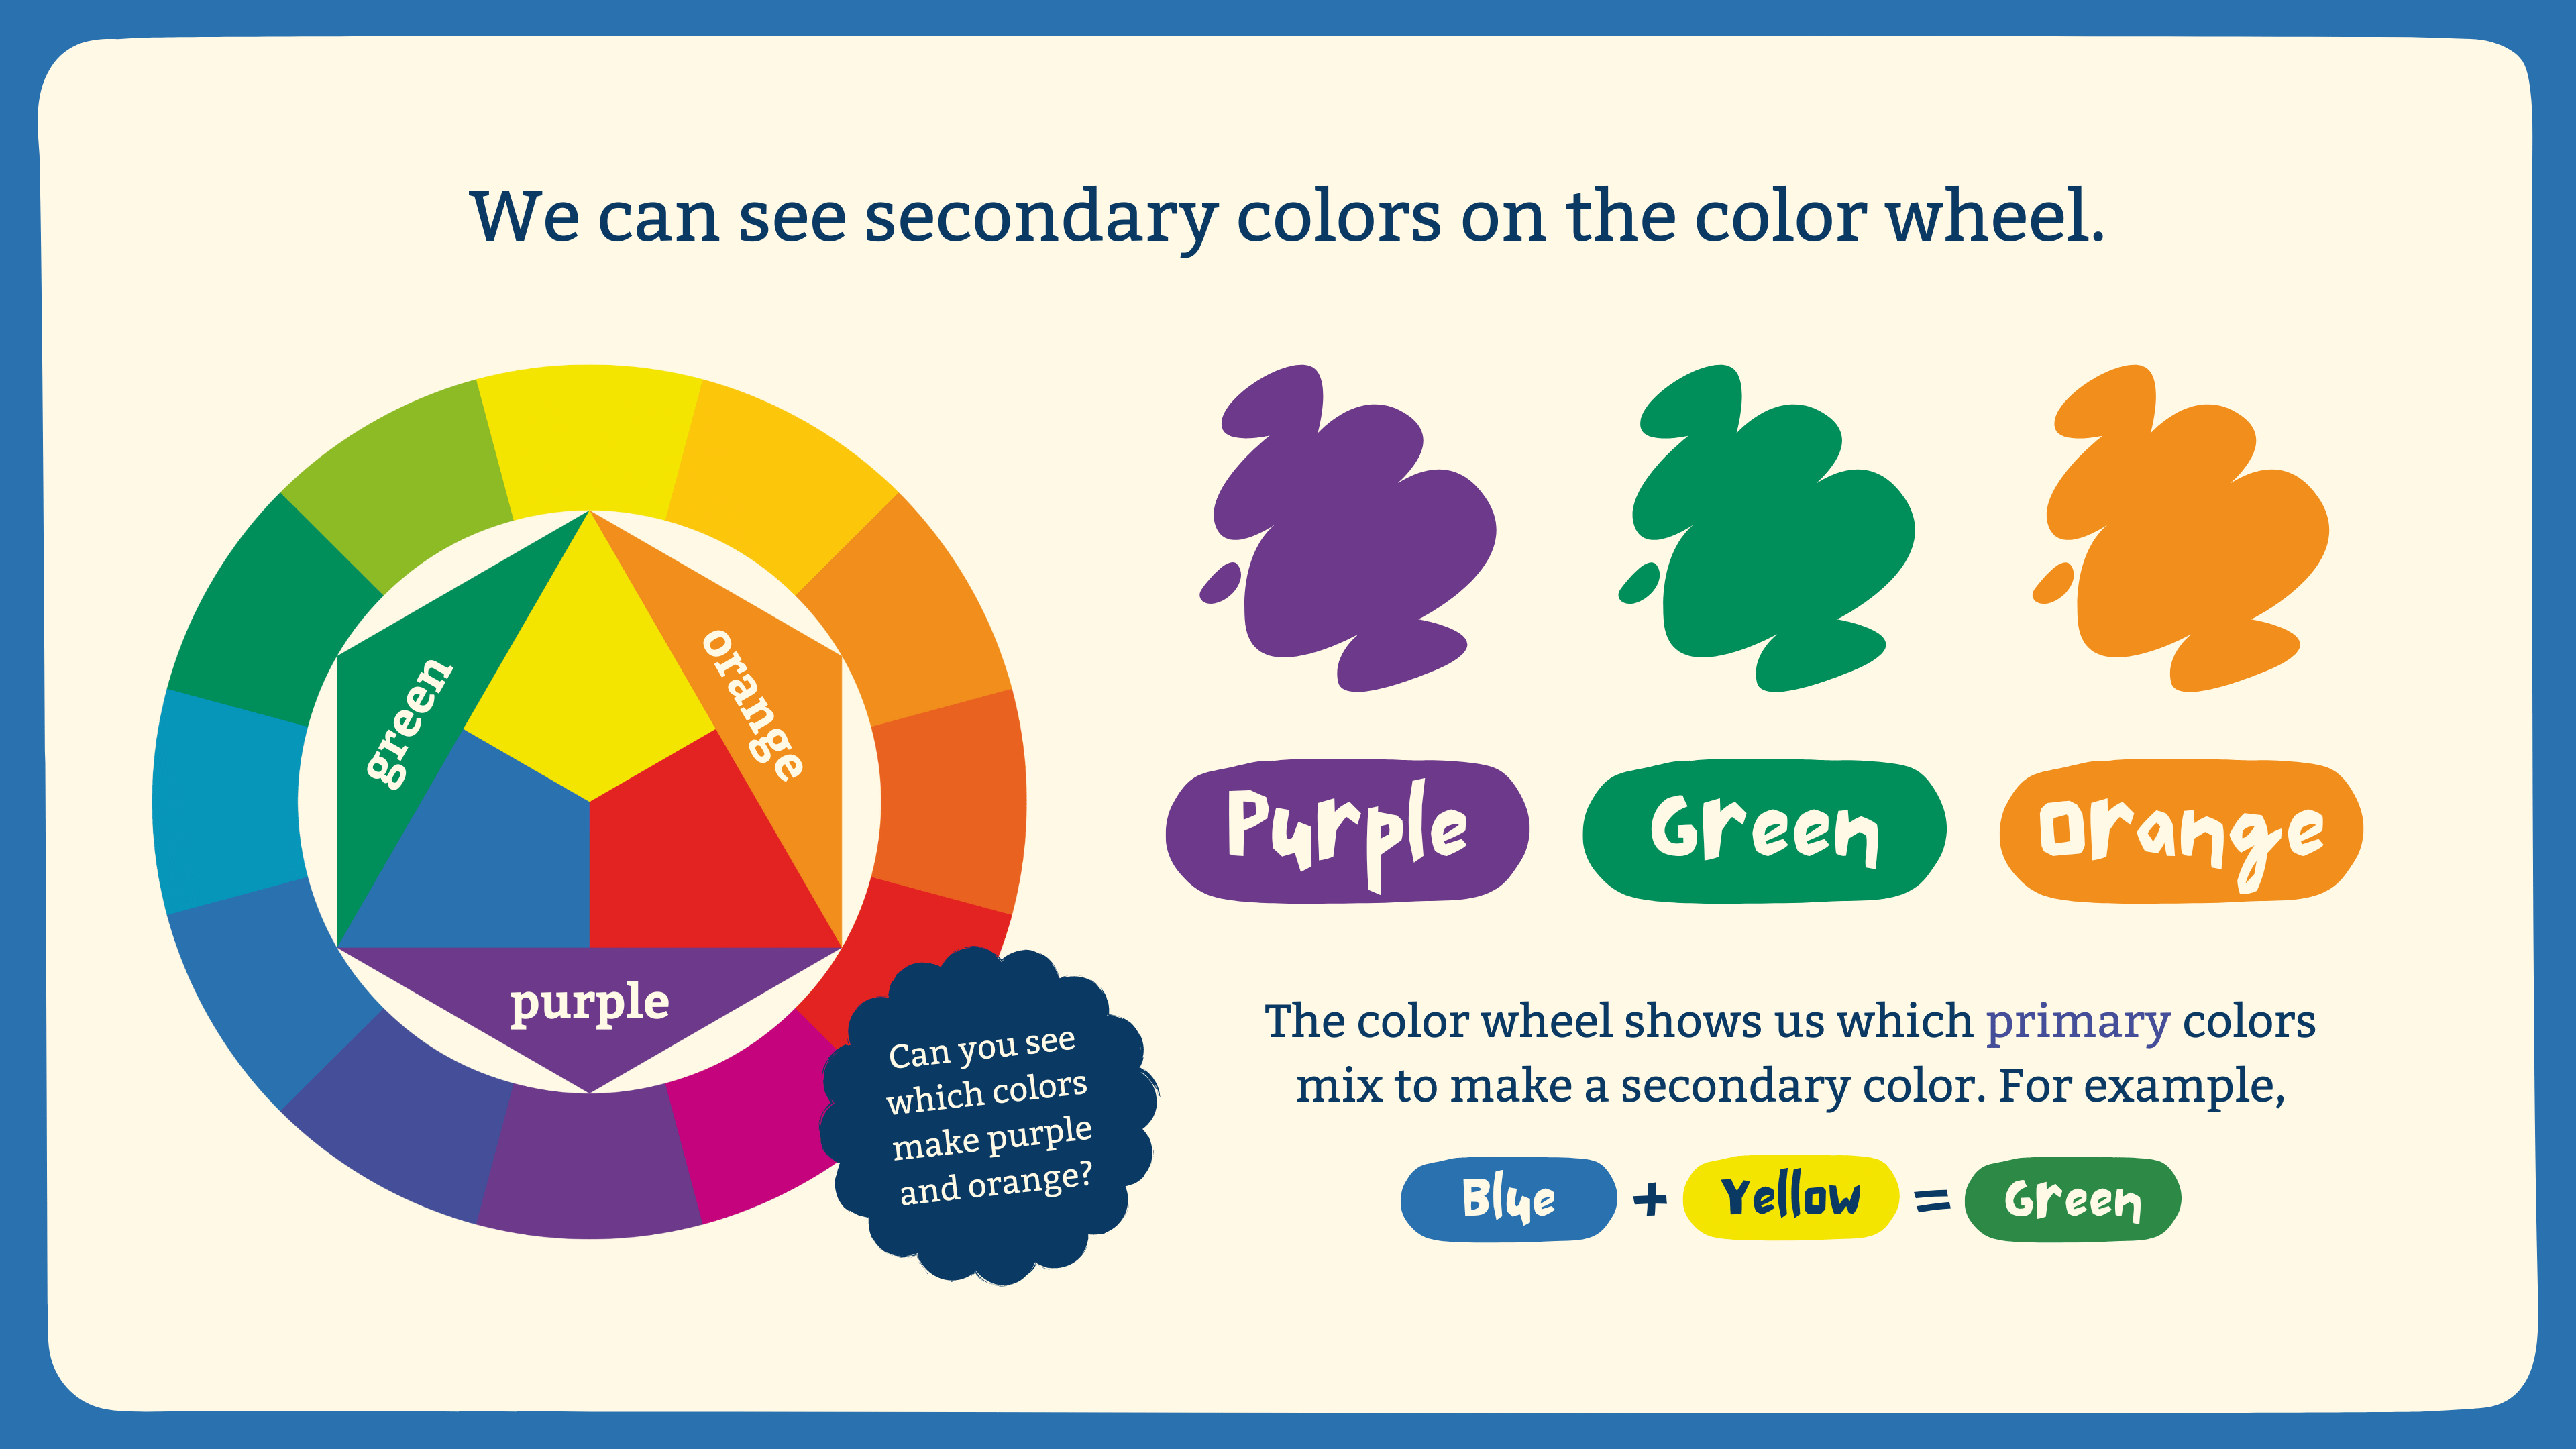 We can see secondary colors on the color wheel.
green
orange
purple
Can you see
which colors
make purple
and orange?
Purple
Green
Orange
The color wheel shows us which primary colors
mix to make a secondary color. For example,
Blue + Yellow = Green